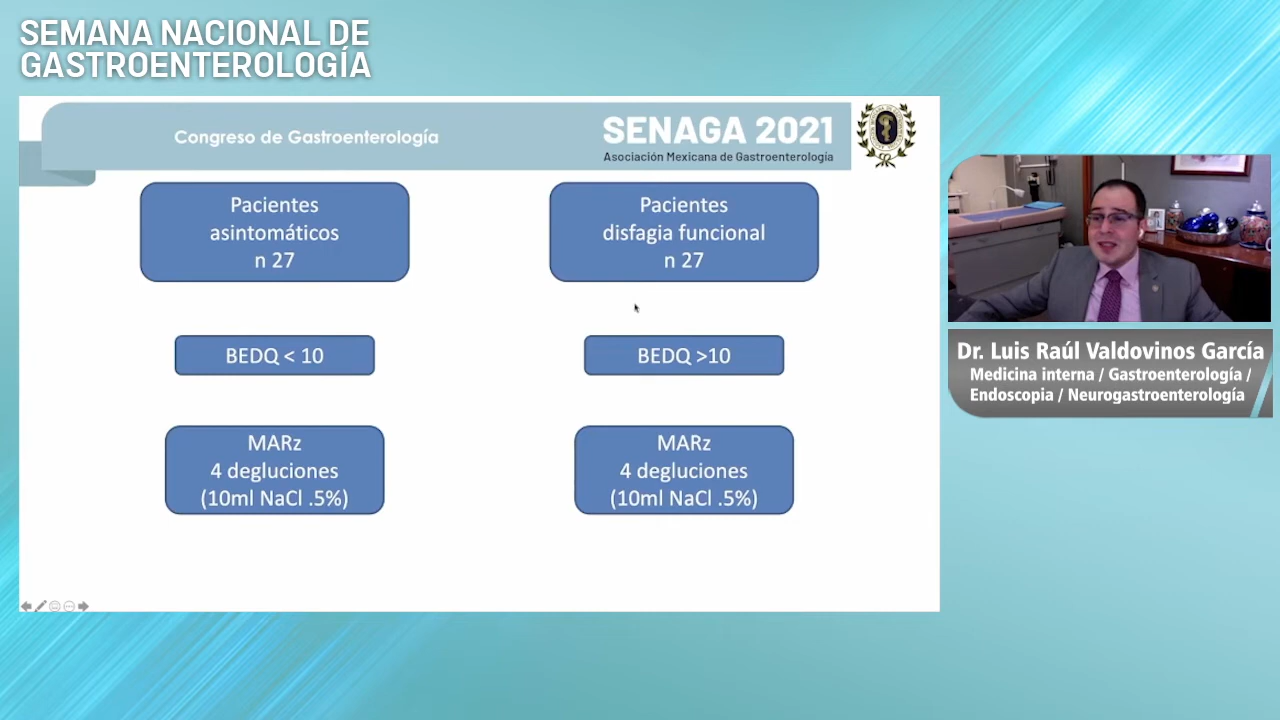 SEMANA NACIONAL DE
GASTROENTEROLOGÍA
Congreso de Gastroenterología
SENAGA 2021
Asociación Mexicana de Gastroenterología
Pacientes
asintomáticos
n 27
Pacientes
disfagia funcional
n 27
BEDQ < 10
BEDQ >10
MARz
4 degluciones
(10ml NaCl .5%)
MARz
4 degluciones
(10ml NaCl .5%)
Dr. Luis Raúl Valdovinos García
Medicina interna / Gastroenterología /
Endoscopia / Neurogastroenterología